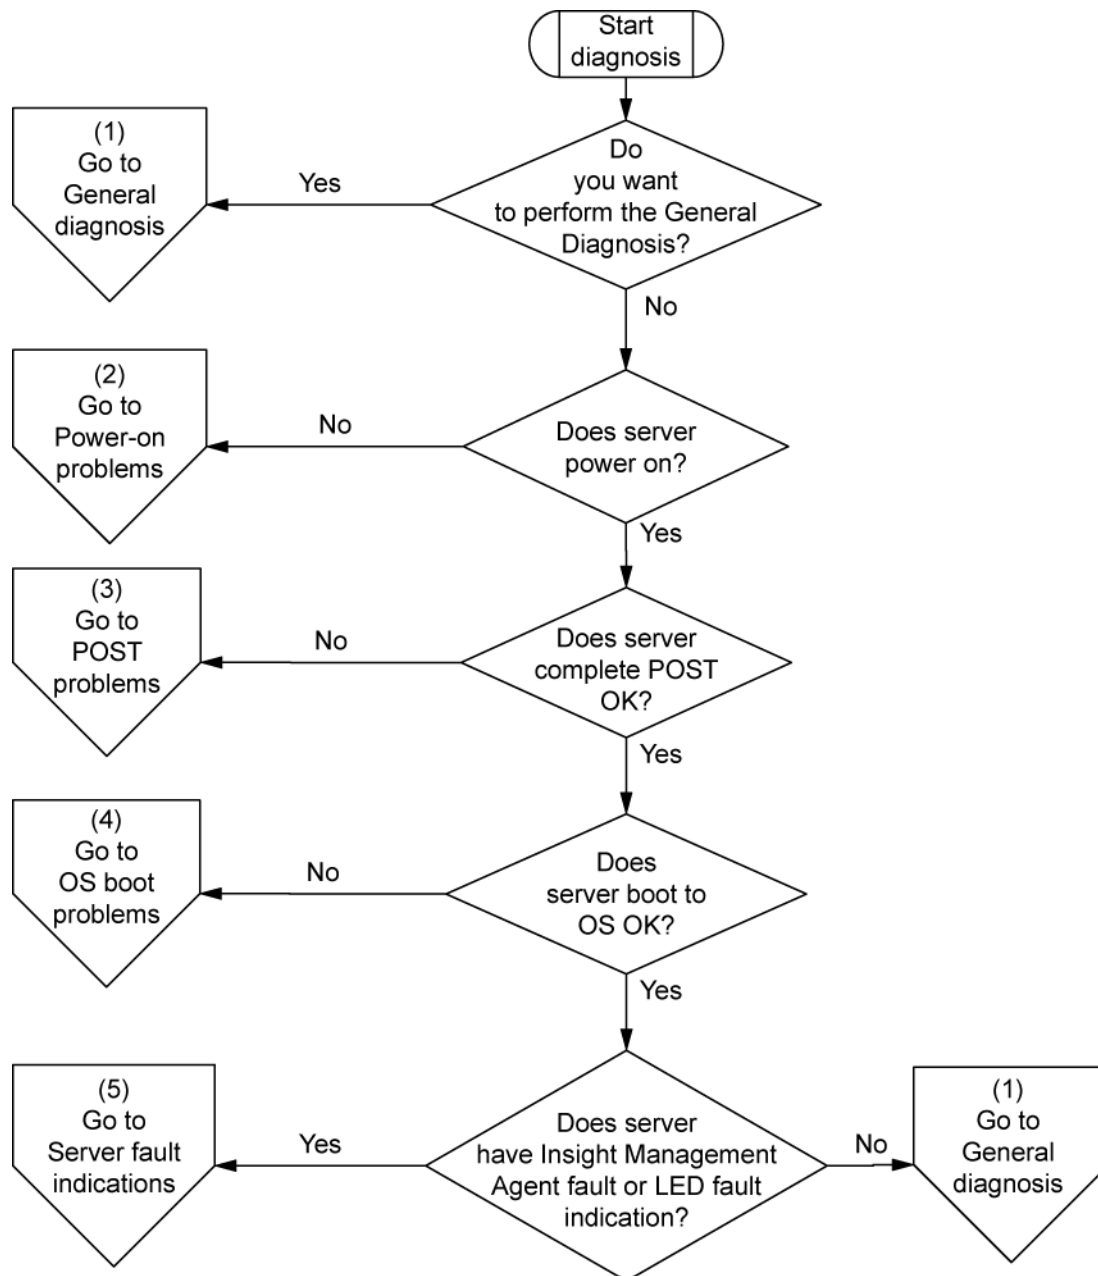 Start
diagnosis
(1)
Go to
General
diagnosis
Yes
Do
you want
to perform the General
Diagnosis?
No
(2)
Go to
Power-on
problems
No
Does server
power on?
Yes
(3)
Go to
POST
problems
No
Does server
complete POST
OK?
Yes
(4)
Go to
OS boot
problems
No
Does
server boot to
OS OK?
Yes
(5)
Go to
Server fault
indications
Yes
Does server
have Insight Management
Agent fault or LED fault
indication?
No
(1)
Go to
General
diagnosis